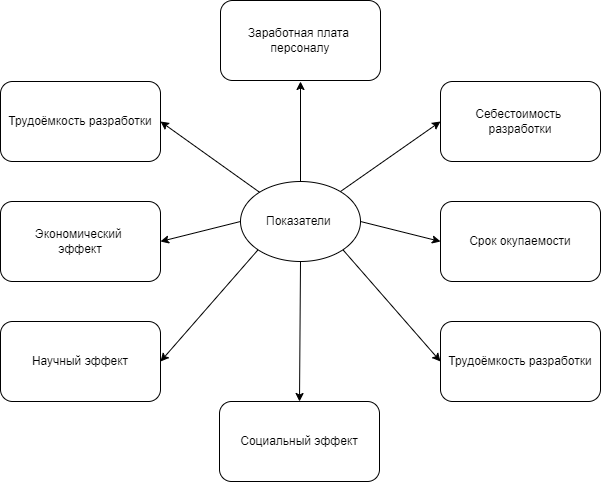 Заработная плата
персоналу
Трудоёмкость разработки
Себестоимость
разработки
Экономический
эффект
Показатели
Срок окупаемости
Научный эффект
Трудоёмкость разработки
Социальный эффект